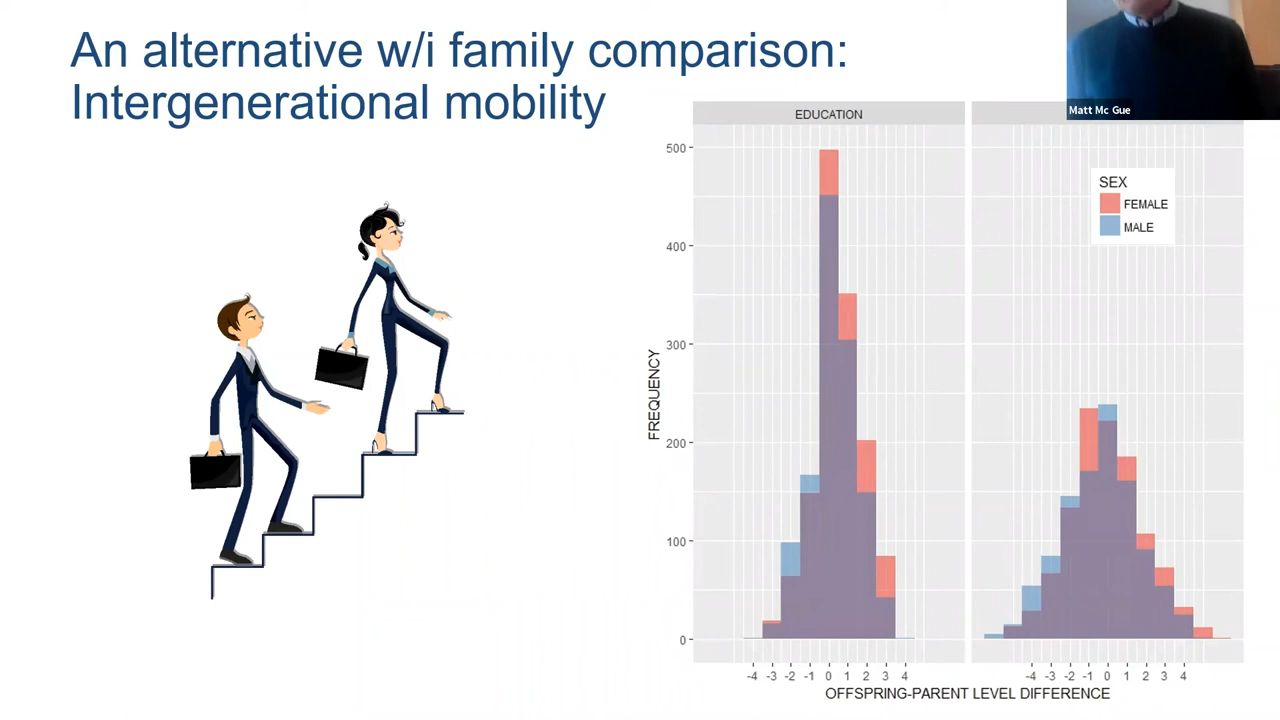 An alternative w/i family comparison:
Intergenerational mobility
Matt Mc Gue
EDUCATION
SEX
FEMALE
MALE
FREQUENCY
500
400
300
200
100
0
-4 -3 -2 -1 0 1 2 3 4
-4 -3 -2 -1 0 1 2 3 4
OFFSPRING-PARENT LEVEL DIFFERENCE